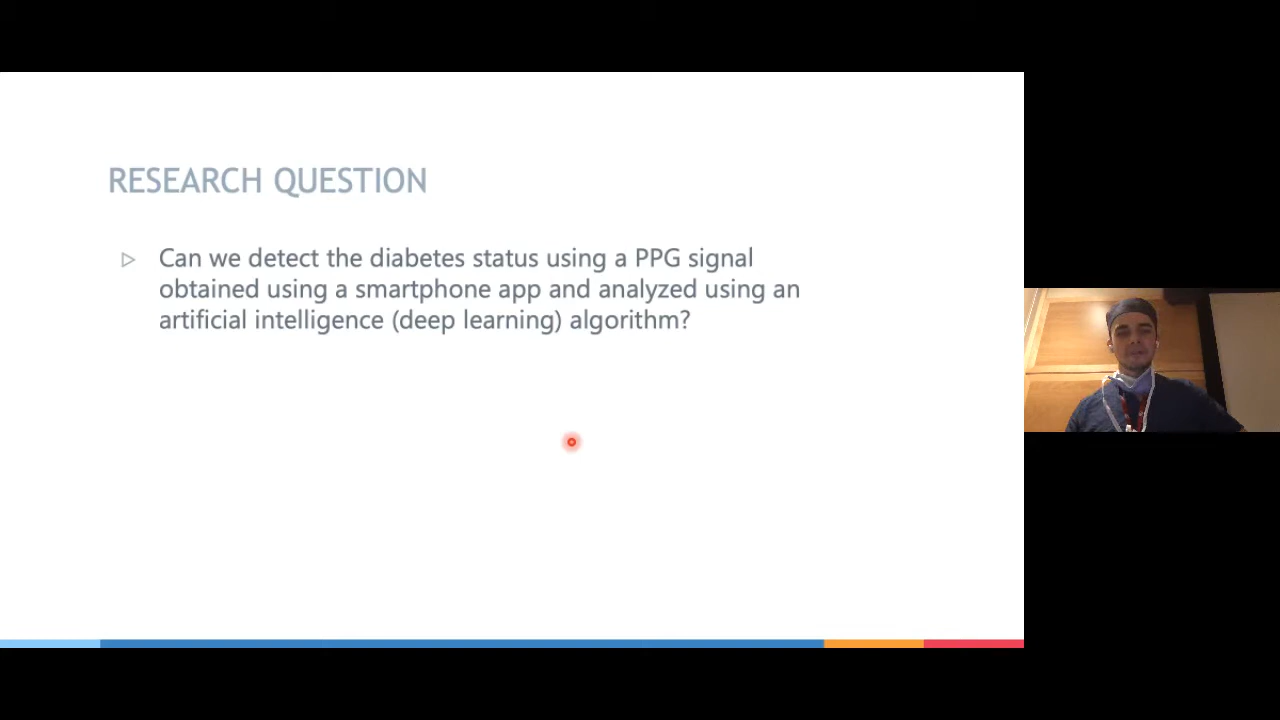 RESEARCH QUESTION
Can we detect the diabetes status using a PPG signal
obtained using a smartphone app and analyzed using an
artificial intelligence (deep learning) algorithm?